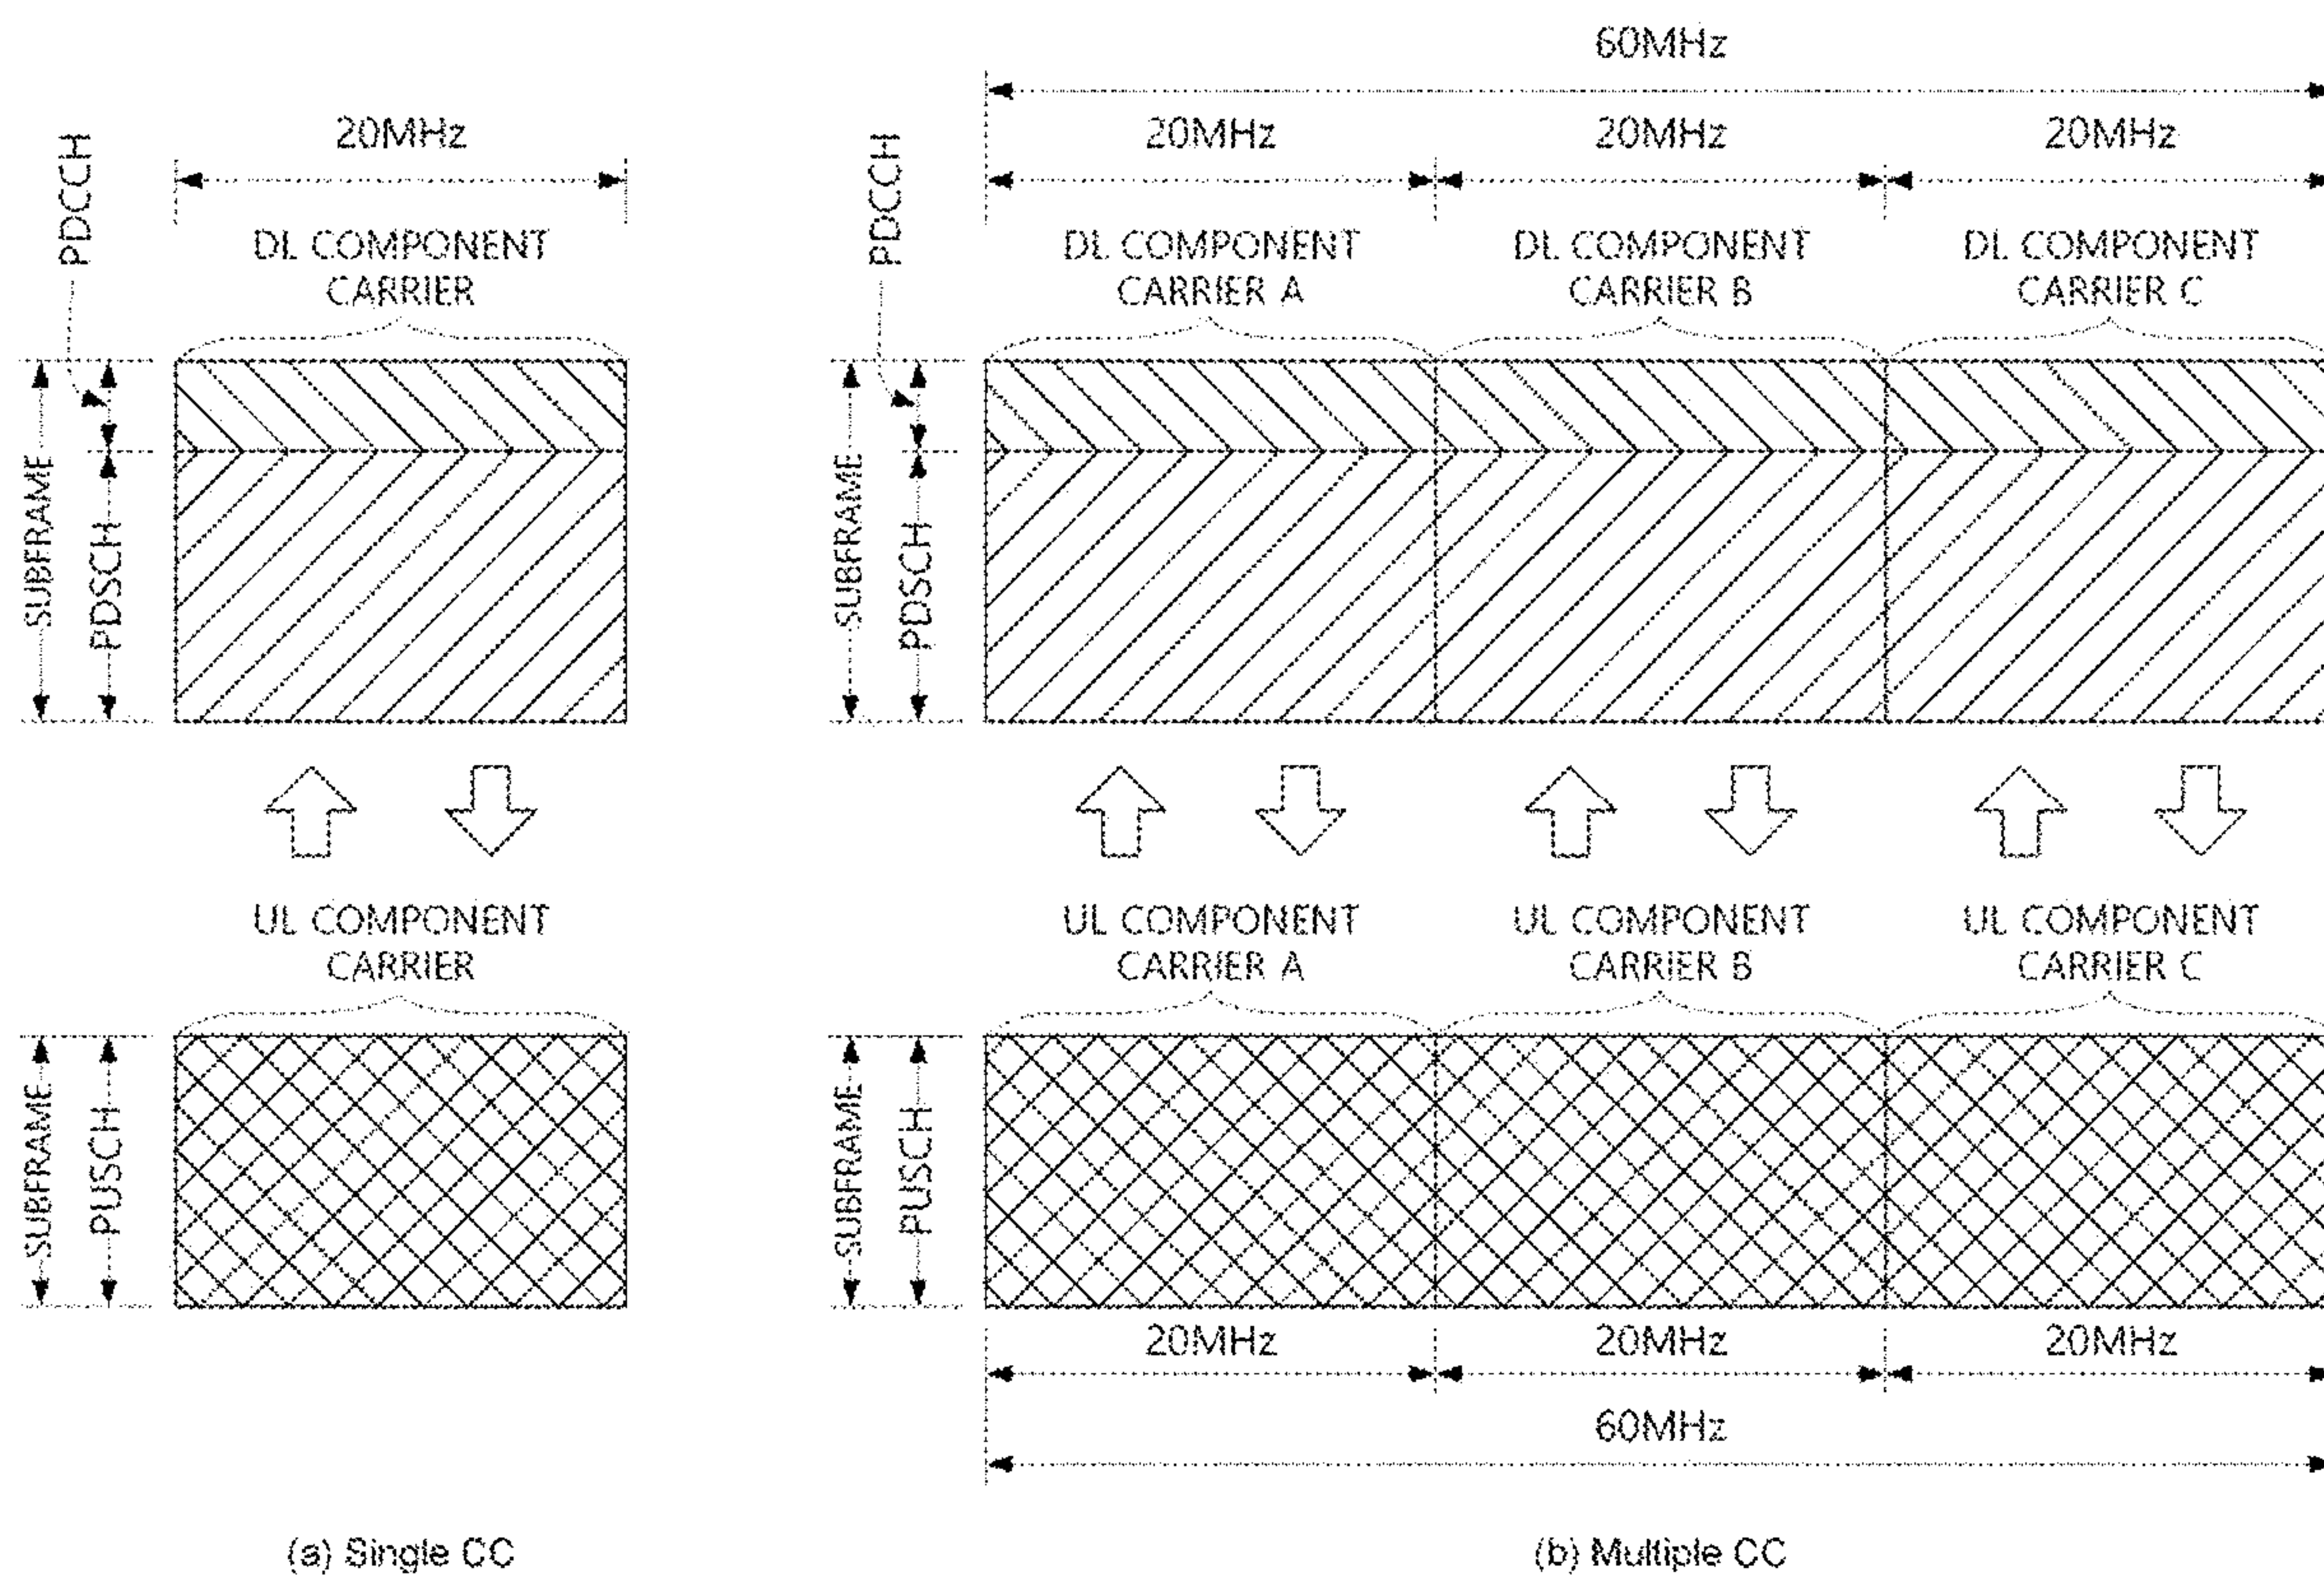 60MHz
20MHz
20MHz
20MHz
20MHz
PDCCH
PDCCH
DL COMPONENT
CARRIER
DL COMPONENT
CARRIER A
DL COMPONENT
CARRIER B
DL COMPONENT
CARRIER C
SUBFRAME
PDSCH
SUBFRAME
PDSCH
UL COMPONENT
CARRIER
UL COMPONENT
CARRIER A
UL COMPONENT
CARRIER B
UL COMPONENT
CARRIER C
SUBFRAME
PUSCH
SUBFRAME
PUSCH
20MHz
20MHz
20MHz
60MHz
(a) Single CC
(b) Multiple CC